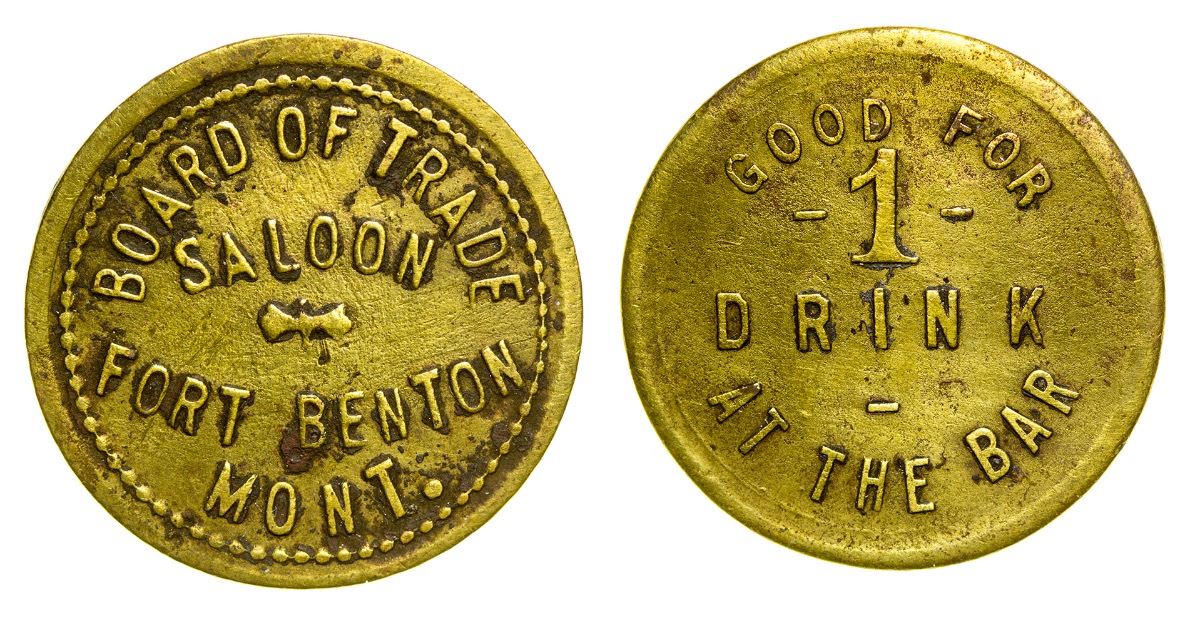 BOARD OF TRADE
SALOON
FORT BENTON
MONT.
GOOD FOR
- 1 -
DRINK
-
AT THE BAR